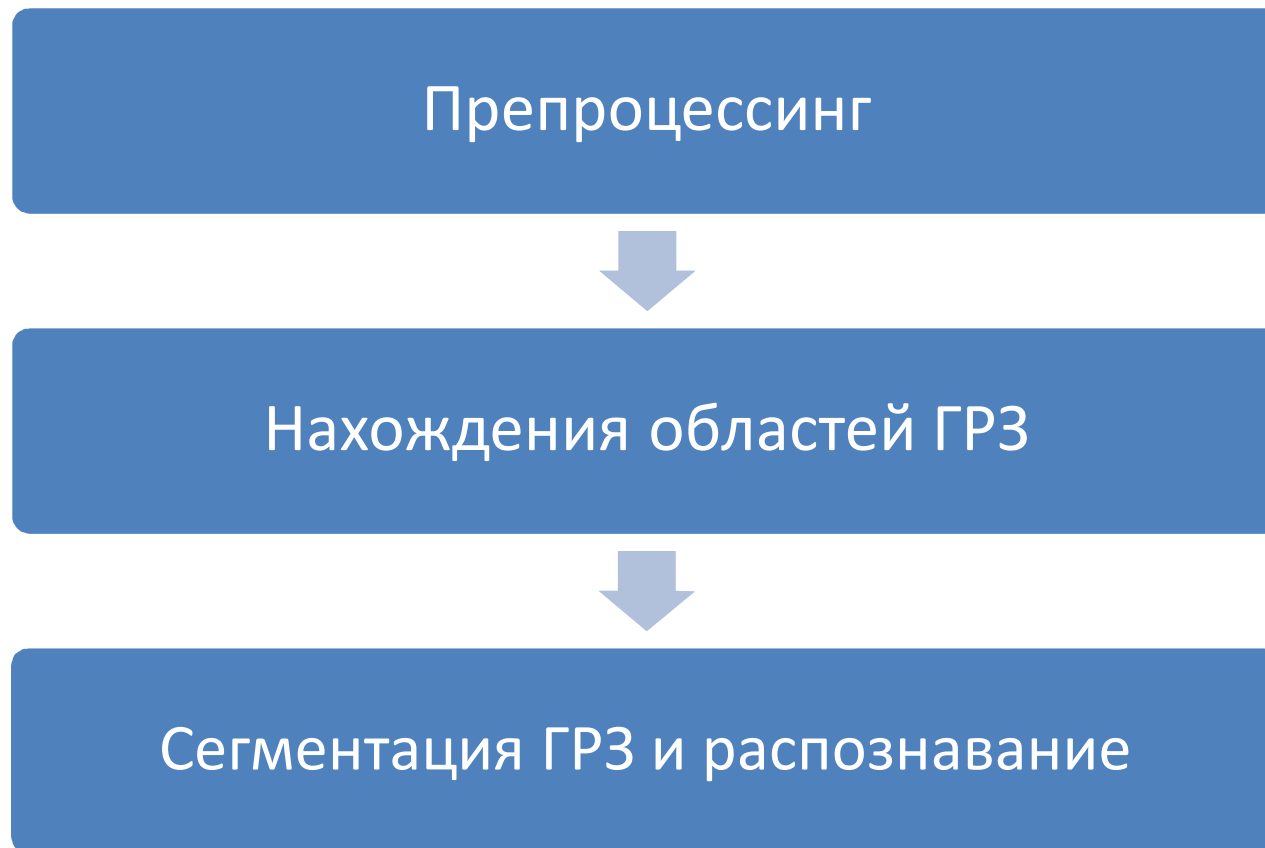 Препроцессинг
Нахождения областей ГРЗ
Сегментация ГРЗ и распознавание